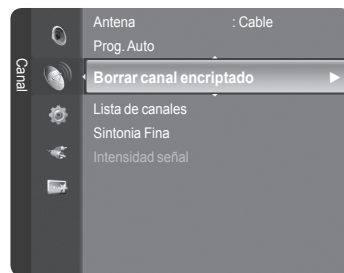 Canal
Antena : Cable
Prog. Auto
Borrar canal encriptado
Lista de canales
Sintonia Fina
Intensidad señal